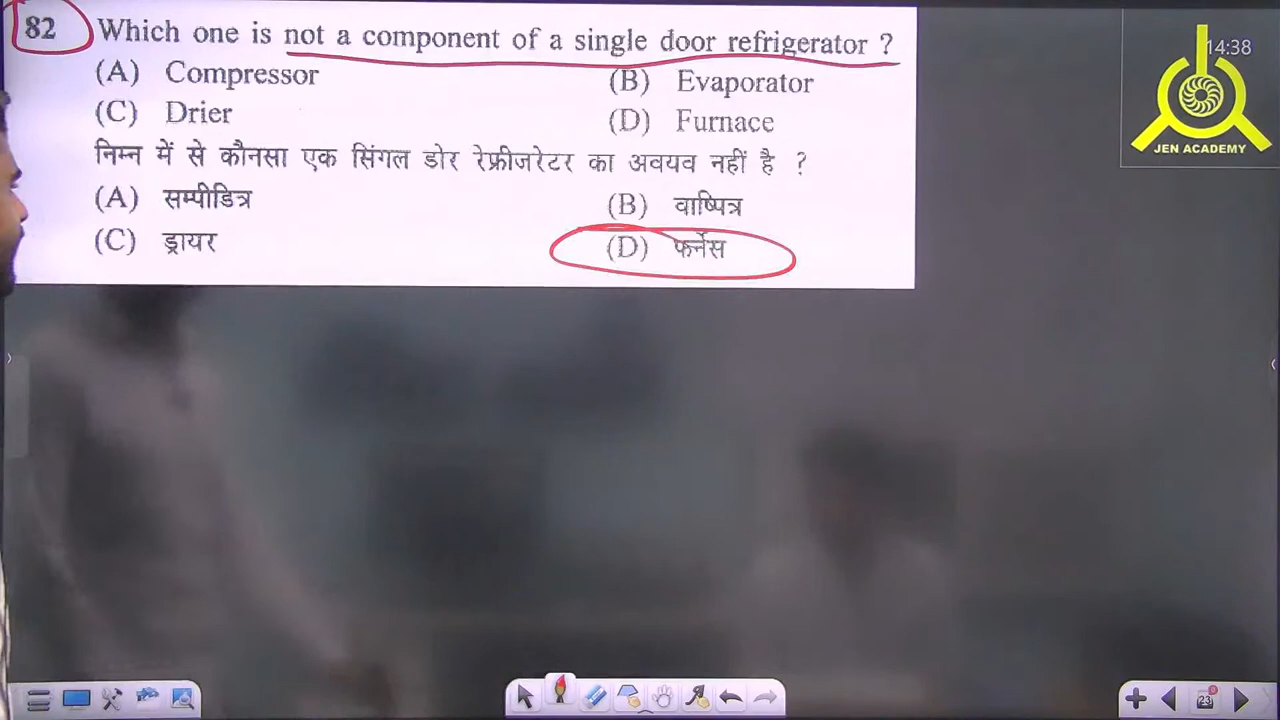 82 Which one is not a component of a single door refrigerator ?
(A) Compressor (B) Evaporator
(C) Drier (D) Furnace
निम्न में से कौनसा एक सिंगल डोर रेफ्रीजरेटर का अवयव नहीं है ?
(A) सम्पीडित्र (B) वाष्पित्र
(C) ड्रायर (D) फर्नेस
14:38
JEN ACADEMY
23